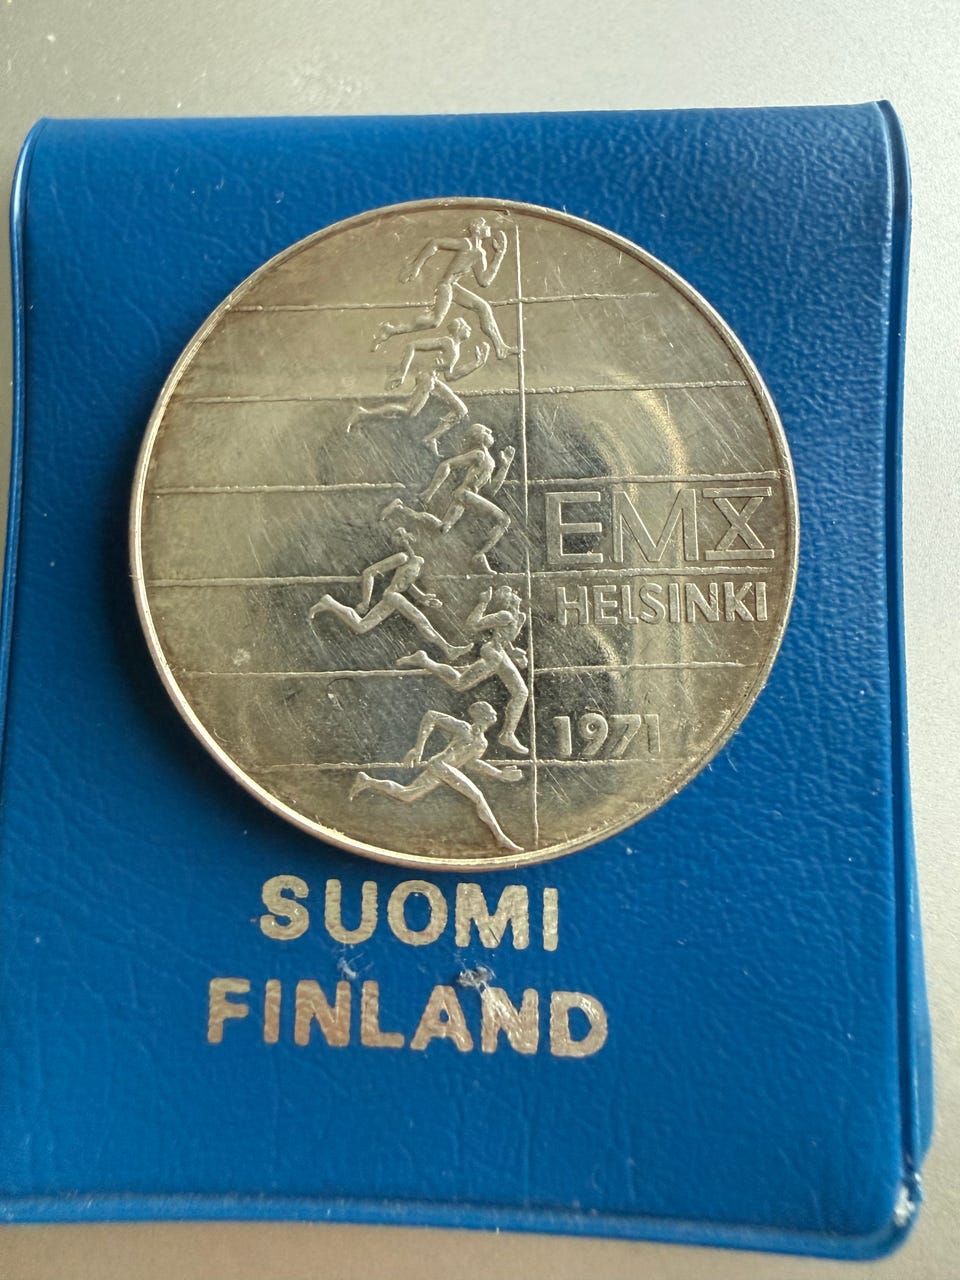 EMX
HELSINKI
1971
SUOMI
FINLAND